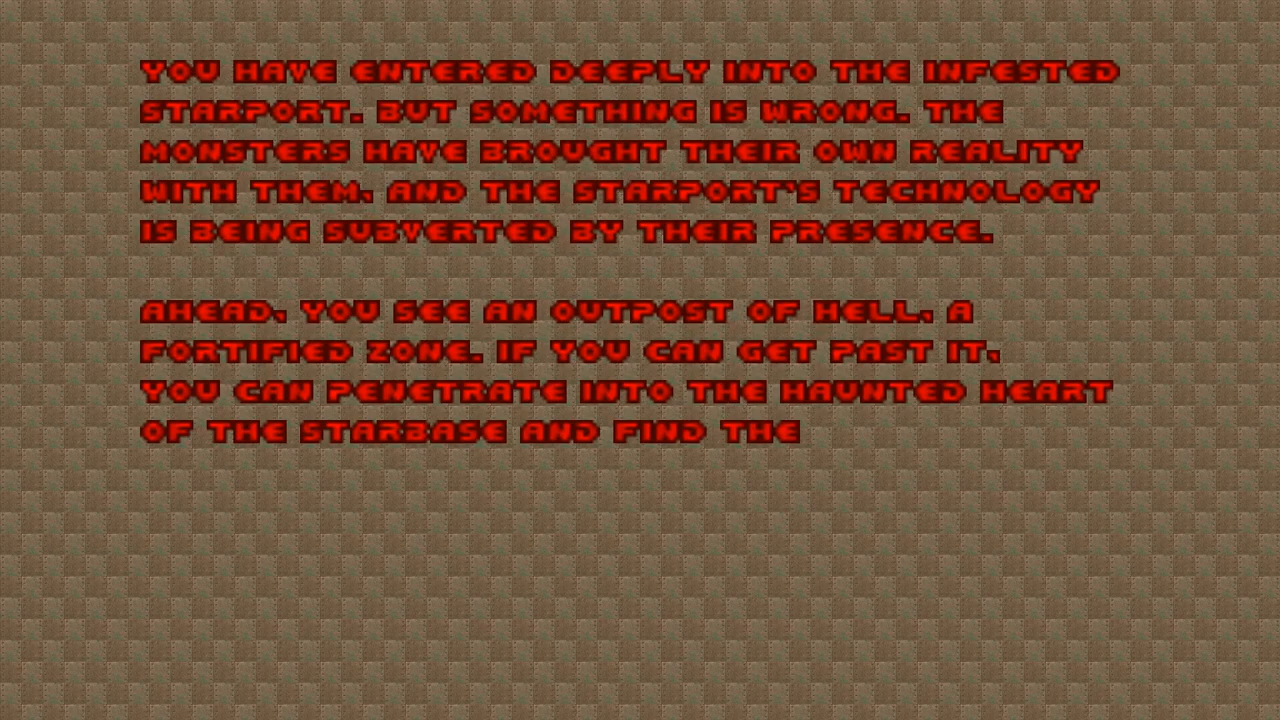 YOU HAVE ENTERED DEEPLY INTO THE INFESTED
STARPORT. BUT SOMETHING IS WRONG. THE
MONSTERS HAVE BROUGHT THEIR OWN REALITY
WITH THEM, AND THE STARPORT'S TECHNOLOGY
IS BEING SUBVERTED BY THEIR PRESENCE.
AHEAD, YOU SEE AN OUTPOST OF HELL, A
FORTIFIED ZONE. IF YOU CAN GET PAST IT,
YOU CAN PENETRATE INTO THE HAUNTED HEART
OF THE STARBASE AND FIND THE